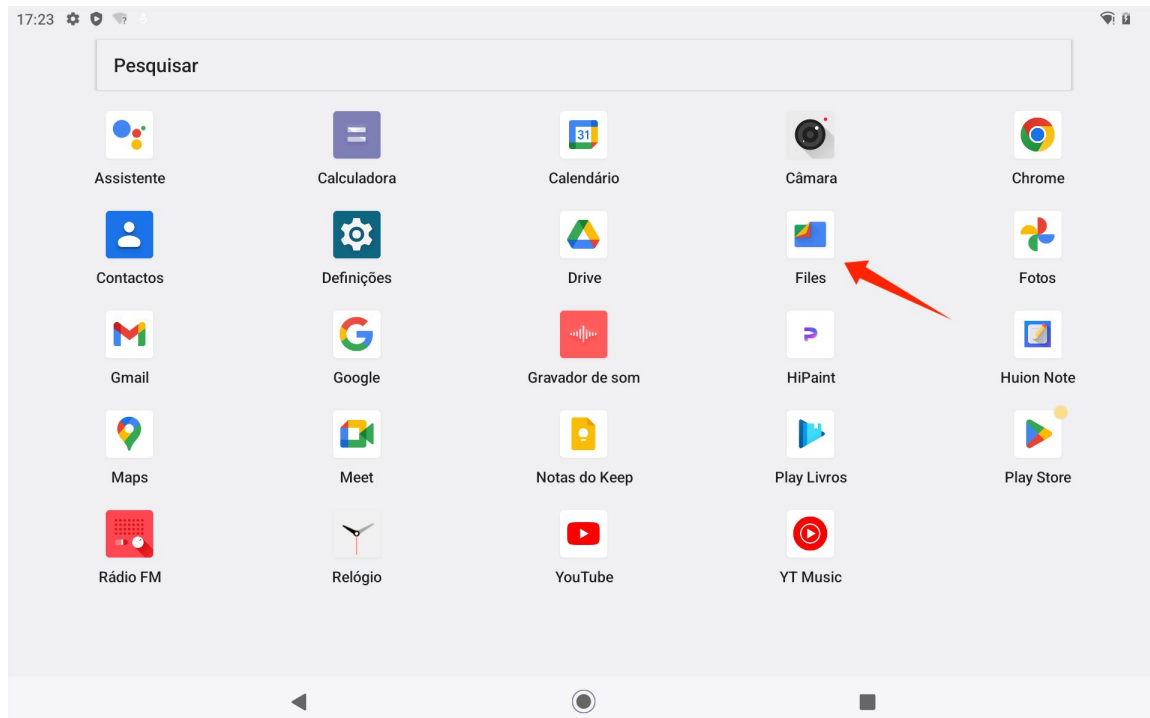 17:23
Pesquisar
Assistente Calculadora Calendário Câmara Chrome
31
Contactos Definições Drive Files Fotos
Gmail Google Gravador de som HiPaint Huion Note
Maps Meet Notas do Keep Play Livros Play Store
Rádio FM Relógio YouTube YT Music